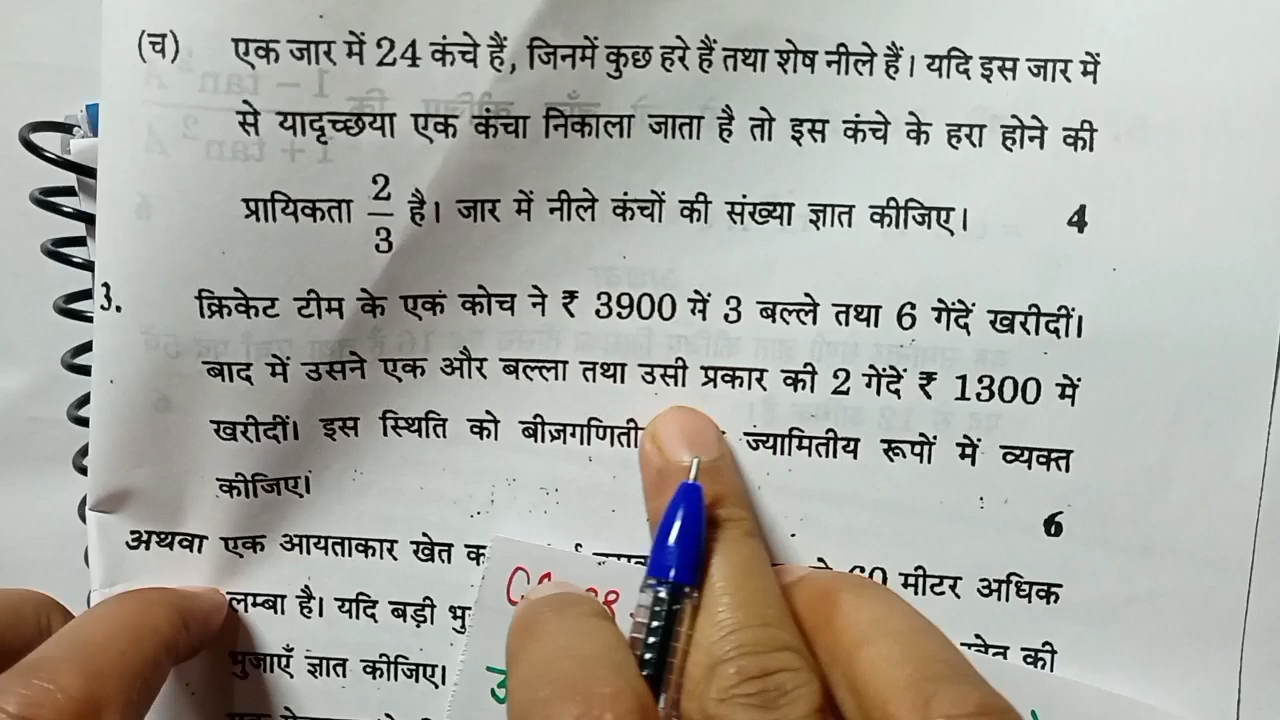 (च) एक जार में 24 कंचे हैं, जिनमें कुछ हरे हैं तथा शेष नीले हैं। यदि इस जार में
से यादृच्छया एक कंचा निकाला जाता है तो इस कंचे के हरा होने की
प्रायिकता 2/3 है। जार में नीले कंचों की संख्या ज्ञात कीजिए। 4
3. क्रिकेट टीम के एक कोच ने ₹ 3900 में 3 बल्ले तथा 6 गेंदें खरीदीं।
बाद में उसने एक और बल्ला तथा उसी प्रकार की 2 गेंदें ₹ 1300 में
खरीदीं। इस स्थिति को बीजगणितीय ज्यामितीय रूपों में व्यक्त
कीजिए।
6
अथवा एक आयताकार खेत 60 मीटर अधिक
लम्बा है। यदि बड़ी खेत की
भुजाएँ ज्ञात कीजिए।